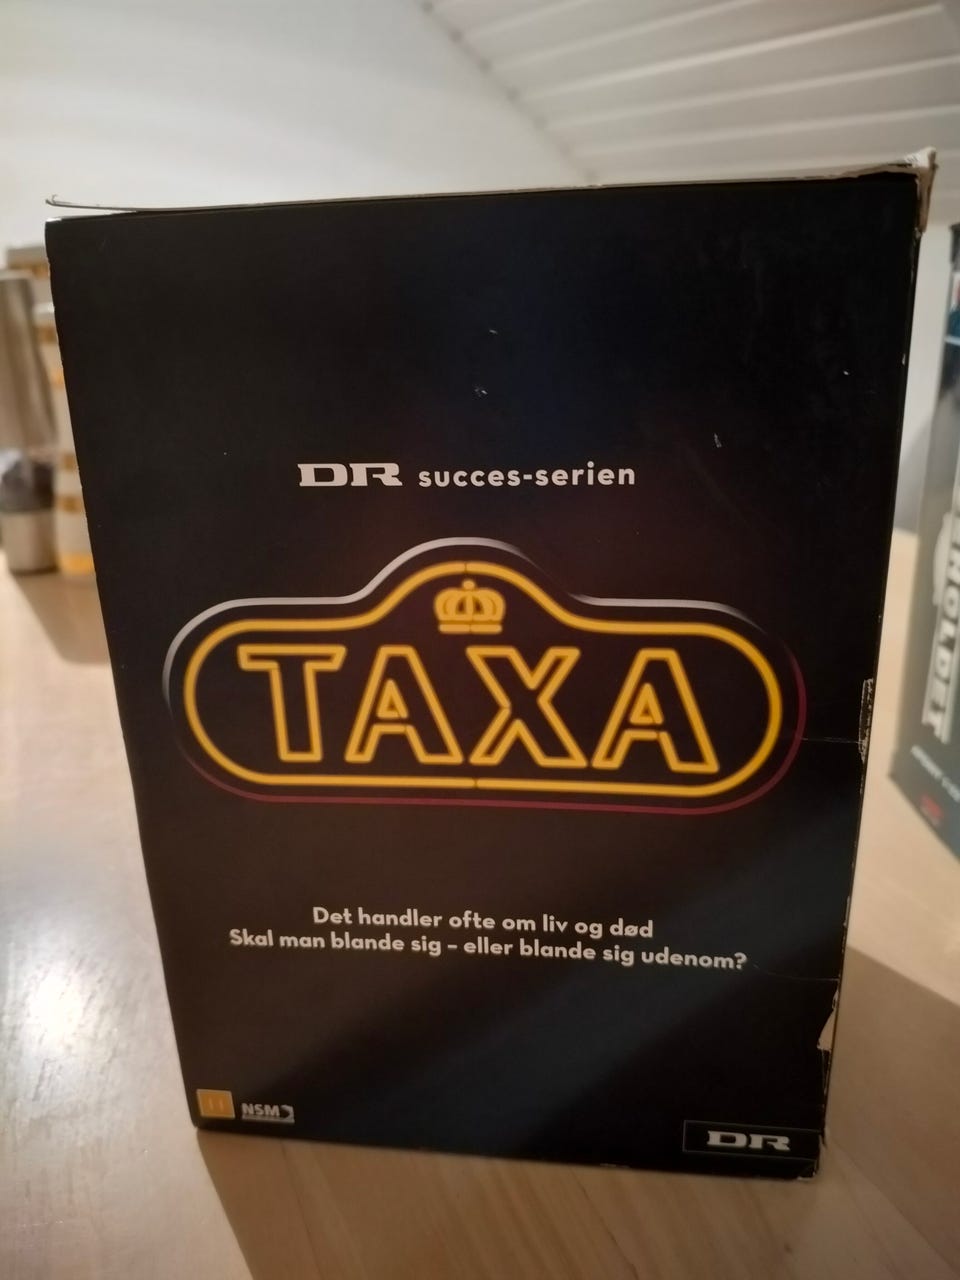 DR succes-serien
TAXA
Det handler ofte om liv og død
Skal man blande sig – eller blande sig udenom?
11
NSM
DR